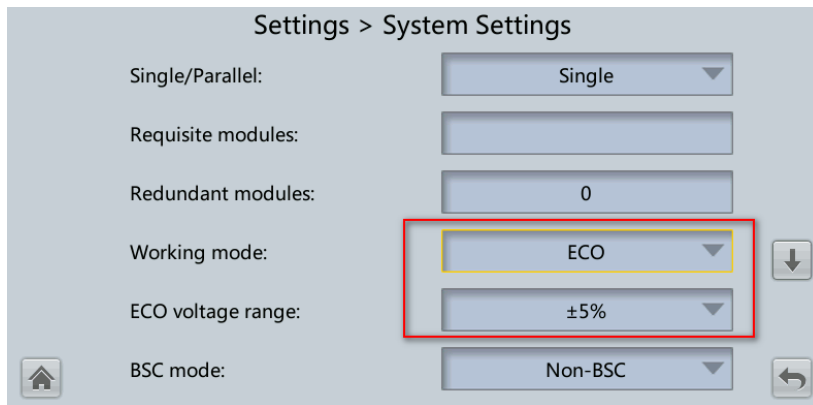 Settings > System Settings
Single/Parallel: Single
Requisite modules:
Redundant modules: 0
Working mode: ECO
ECO voltage range: ±5%
BSC mode: Non-BSC